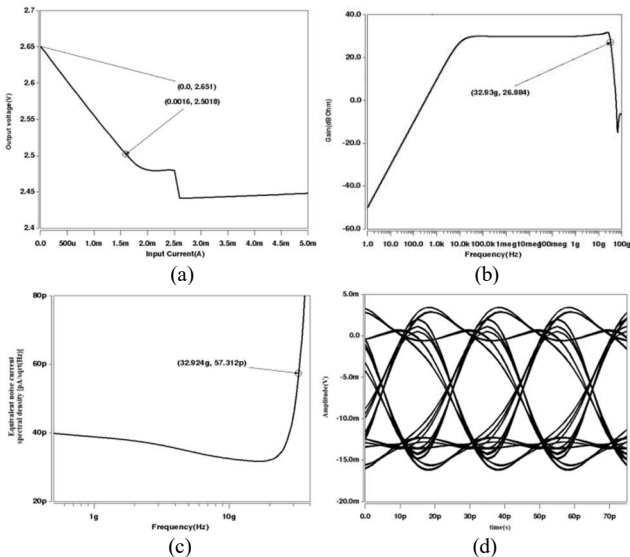 2.7
2.65
2.6
2.55
2.5
2.45
2.4
Output voltage(V)
(0.0, 2.651)
(0.0016, 2.5018)
0.0 500u 1.0m 1.5m 2.0m 2.5m 3.0m 3.5m 4.0m 4.5m 5.0m
Input Current(A)
(a)
40.0
20.0
0.0
-20.0
-40.0
-60.0
Gain(dBOhm)
(32.93g, 26.884)
1.0 10.0 100.0 1.0k 10.0k 100.0k 1meg 10meg 100meg 1g 10g 100g
Frequency(Hz)
(b)
80p
60p
40p
20p
Equivalent noise current
spectral density [pA/sqrt(Hz)]
(32.924g, 57.312p)
1g 10g
Frequency(Hz)
(c)
5.0m
0.0
-5.0m
-10.0m
-15.0m
-20.0m
Amplitude(V)
0.0 10p 20p 30p 40p 50p 60p 70p
time(s)
(d)